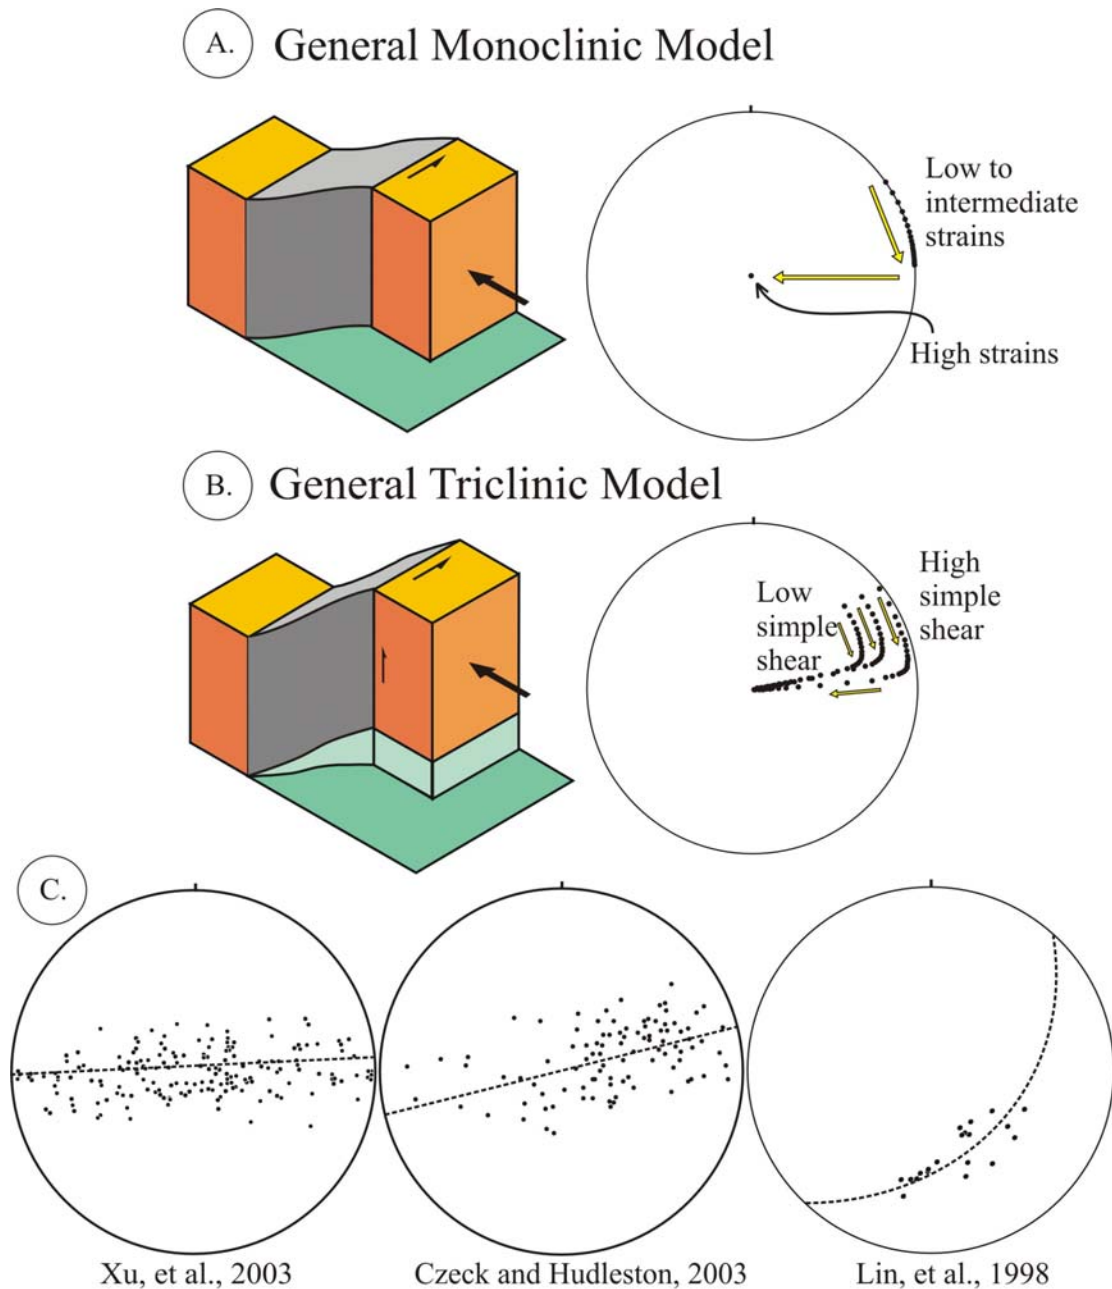 A. General Monoclinic Model
Low to
intermediate
strains
High strains
B. General Triclinic Model
Low
simple
shear
High
simple
shear
C.
Xu, et al., 2003
Czeck and Hudleston, 2003
Lin, et al., 1998